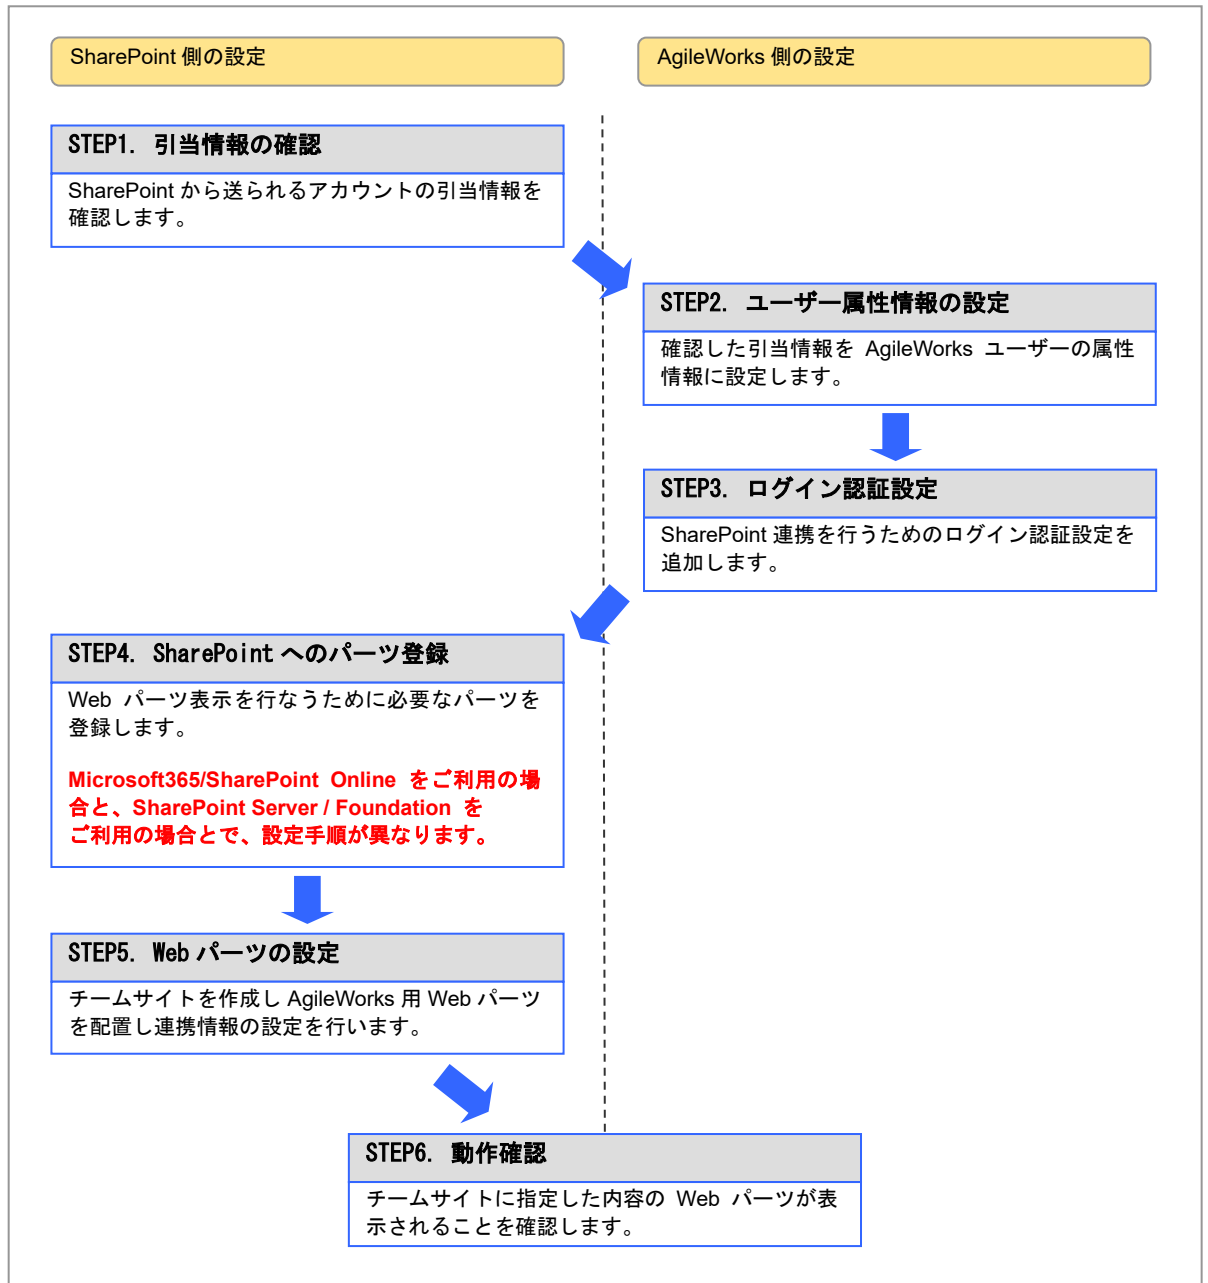 SharePoint 側の設定
AgileWorks 側の設定
STEP1. 引当情報の確認
SharePoint から送られるアカウントの引当情報を
確認します。
STEP2. ユーザー属性情報の設定
確認した引当情報を AgileWorks ユーザーの属性
情報に設定します。
STEP3. ログイン認証設定
SharePoint 連携を行うためのログイン認証設定を
追加します。
STEP4. SharePoint へのパーツ登録
Web パーツ表示を行なうために必要なパーツを
登録します。
Microsoft365/SharePoint Online をご利用の場
合と、SharePoint Server / Foundation を
ご利用の場合とで、設定手順が異なります。
STEP5. Web パーツの設定
チームサイトを作成し AgileWorks 用 Web パーツ
を配置し連携情報の設定を行います。
STEP6. 動作確認
チームサイトに指定した内容の Web パーツが表
示されることを確認します。